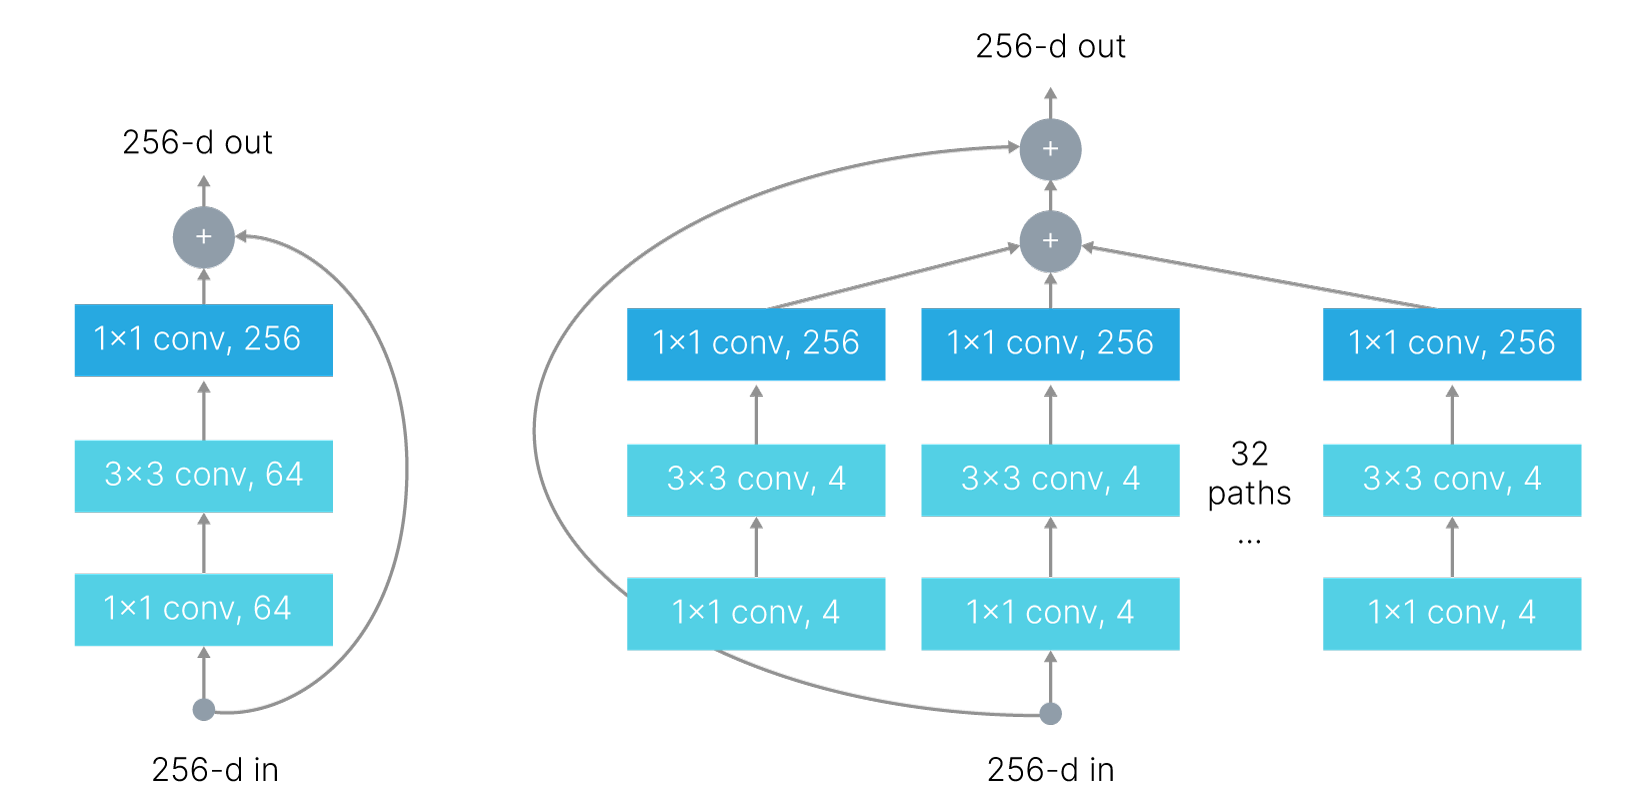 256-d out
+
1×1 conv, 256
3×3 conv, 64
1×1 conv, 64
256-d in
256-d out
+
+
1×1 conv, 256
1×1 conv, 256
1×1 conv, 256
3×3 conv, 4
3×3 conv, 4
32
paths
...
3×3 conv, 4
1×1 conv, 4
1×1 conv, 4
1×1 conv, 4
256-d in